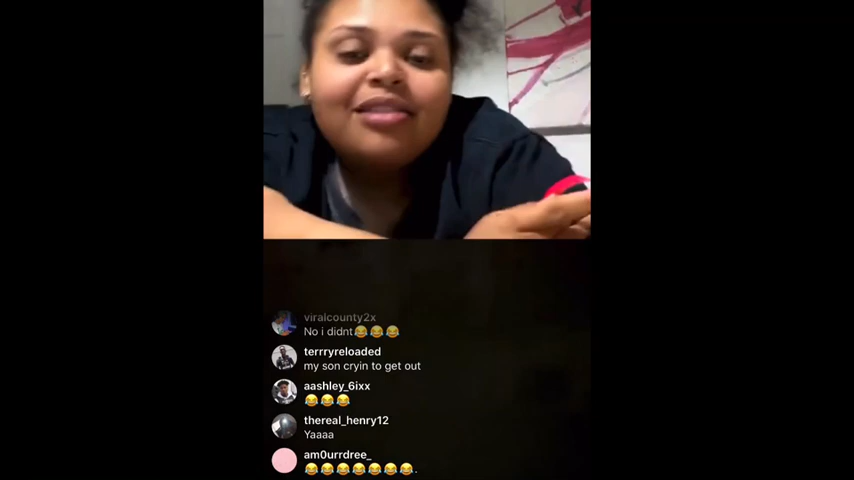 viralcounty2x
No i didnt😂😂😂
terrryreloaded
my son cryin to get out
aashley_6ixx
😂😂😂
thereal_henry12
Yaaaa
am0urrdree_
😂😂😂😂😂😂😂.